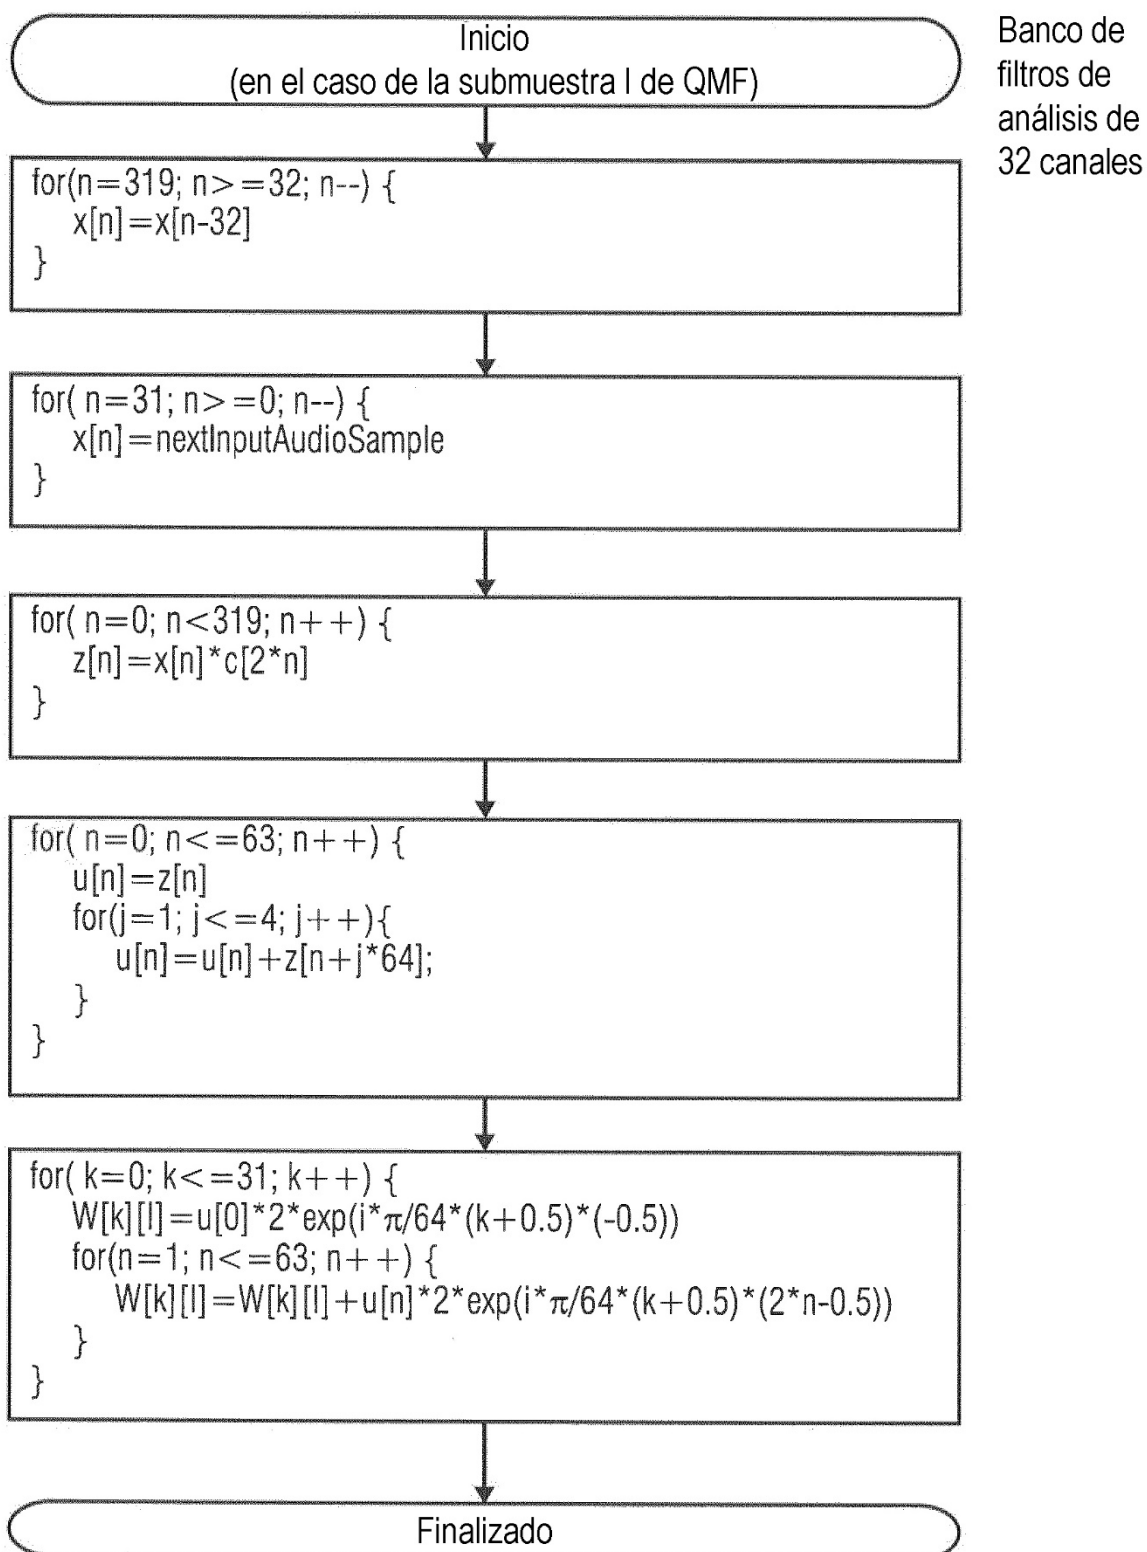 Inicio
(en el caso de la submuestra l de QMF)
Banco de
filtros de
análisis de
32 canales
for(n=319; n>=32; n--) {
x[n]=x[n-32]
}
for( n=31; n>=0; n--) {
x[n]=nextInputAudioSample
}
for( n=0; n<319; n++) {
z[n]=x[n]*c[2*n]
}
for( n=0; n<=63; n++) {
u[n]=z[n]
for(j=1; j<=4; j++){
u[n]=u[n]+z[n+j*64];
}
}
for( k=0; k<=31; k++) {
W[k][l]=u[0]*2*exp(i*π/64*(k+0.5)*(-0.5))
for(n=1; n<=63; n++) {
W[k][l]=W[k][l]+u[n]*2*exp(i*π/64*(k+0.5)*(2*n-0.5))
}
}
Finalizado